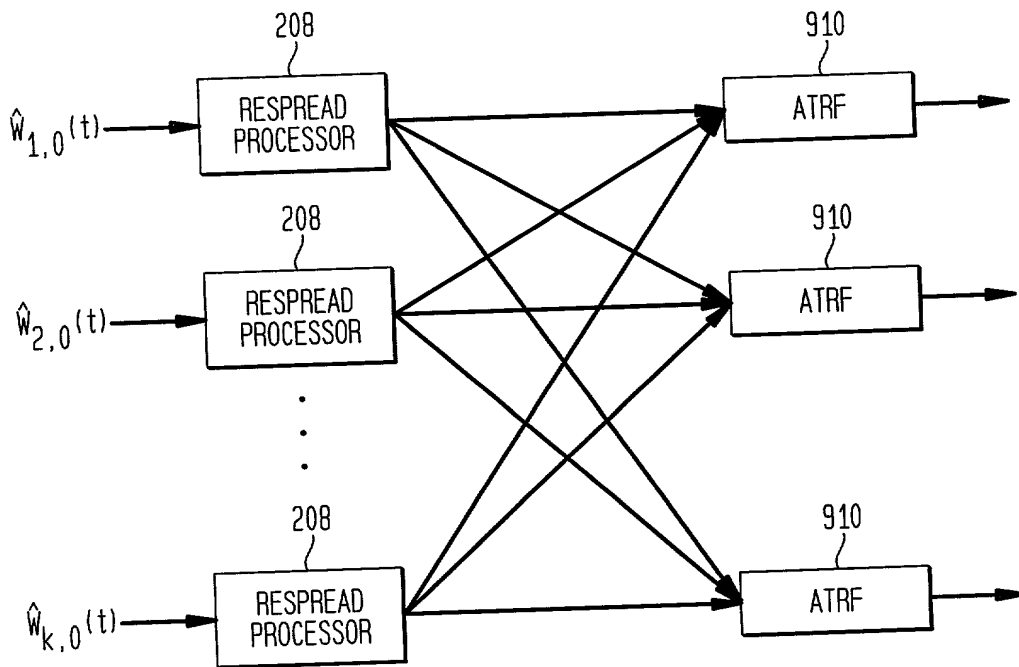 208
910
RESPREAD
PROCESSOR
ATRF
Ŵ1,0(t)
208
910
RESPREAD
PROCESSOR
ATRF
Ŵ2,0(t)
208
910
RESPREAD
PROCESSOR
ATRF
Ŵk,0(t)